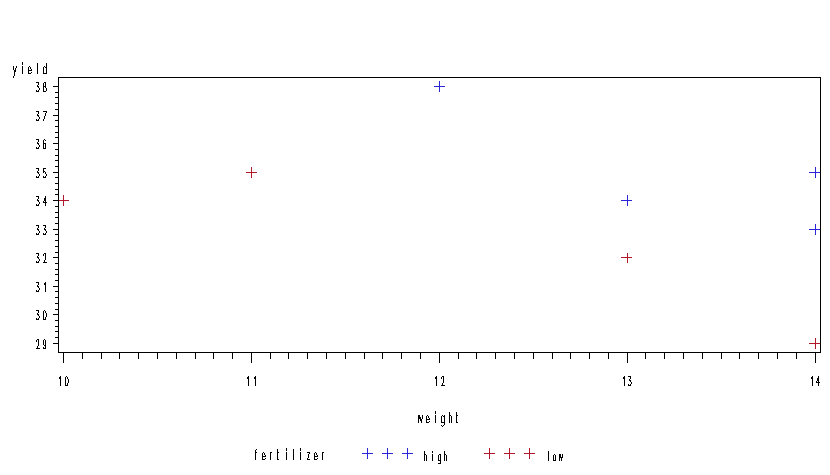 yield
38
37
36
35
34
33
32
31
30
29
10 11 12 13 14
weight
fertilizer + + + high + + + low